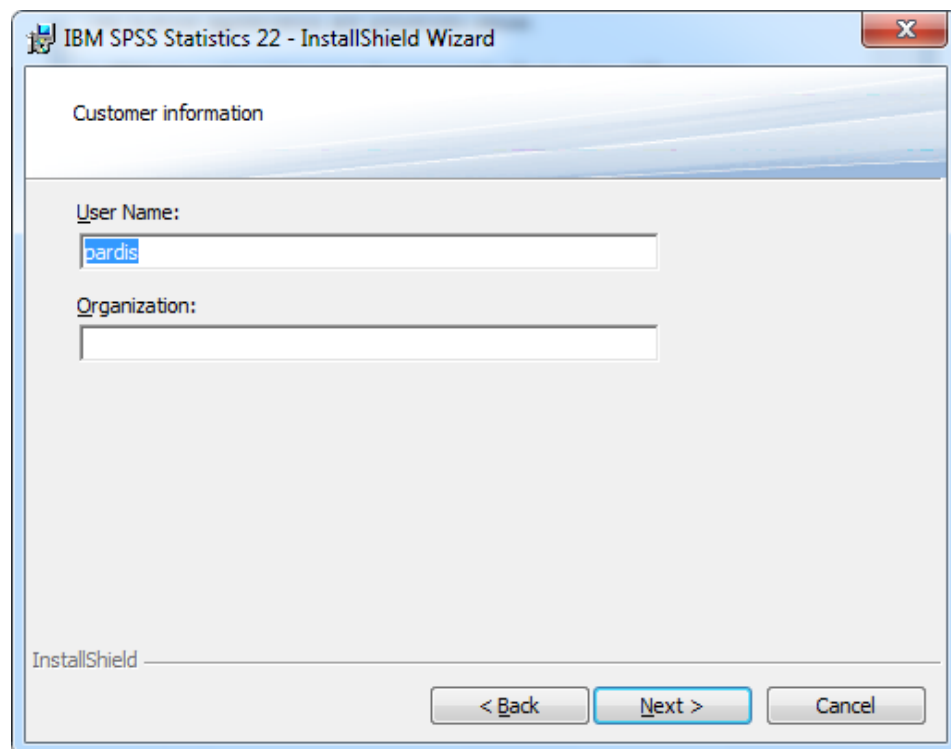 IBM SPSS Statistics 22 - InstallShield Wizard
Customer information
User Name:
pardis
Organization:
InstallShield
< Back
Next >
Cancel